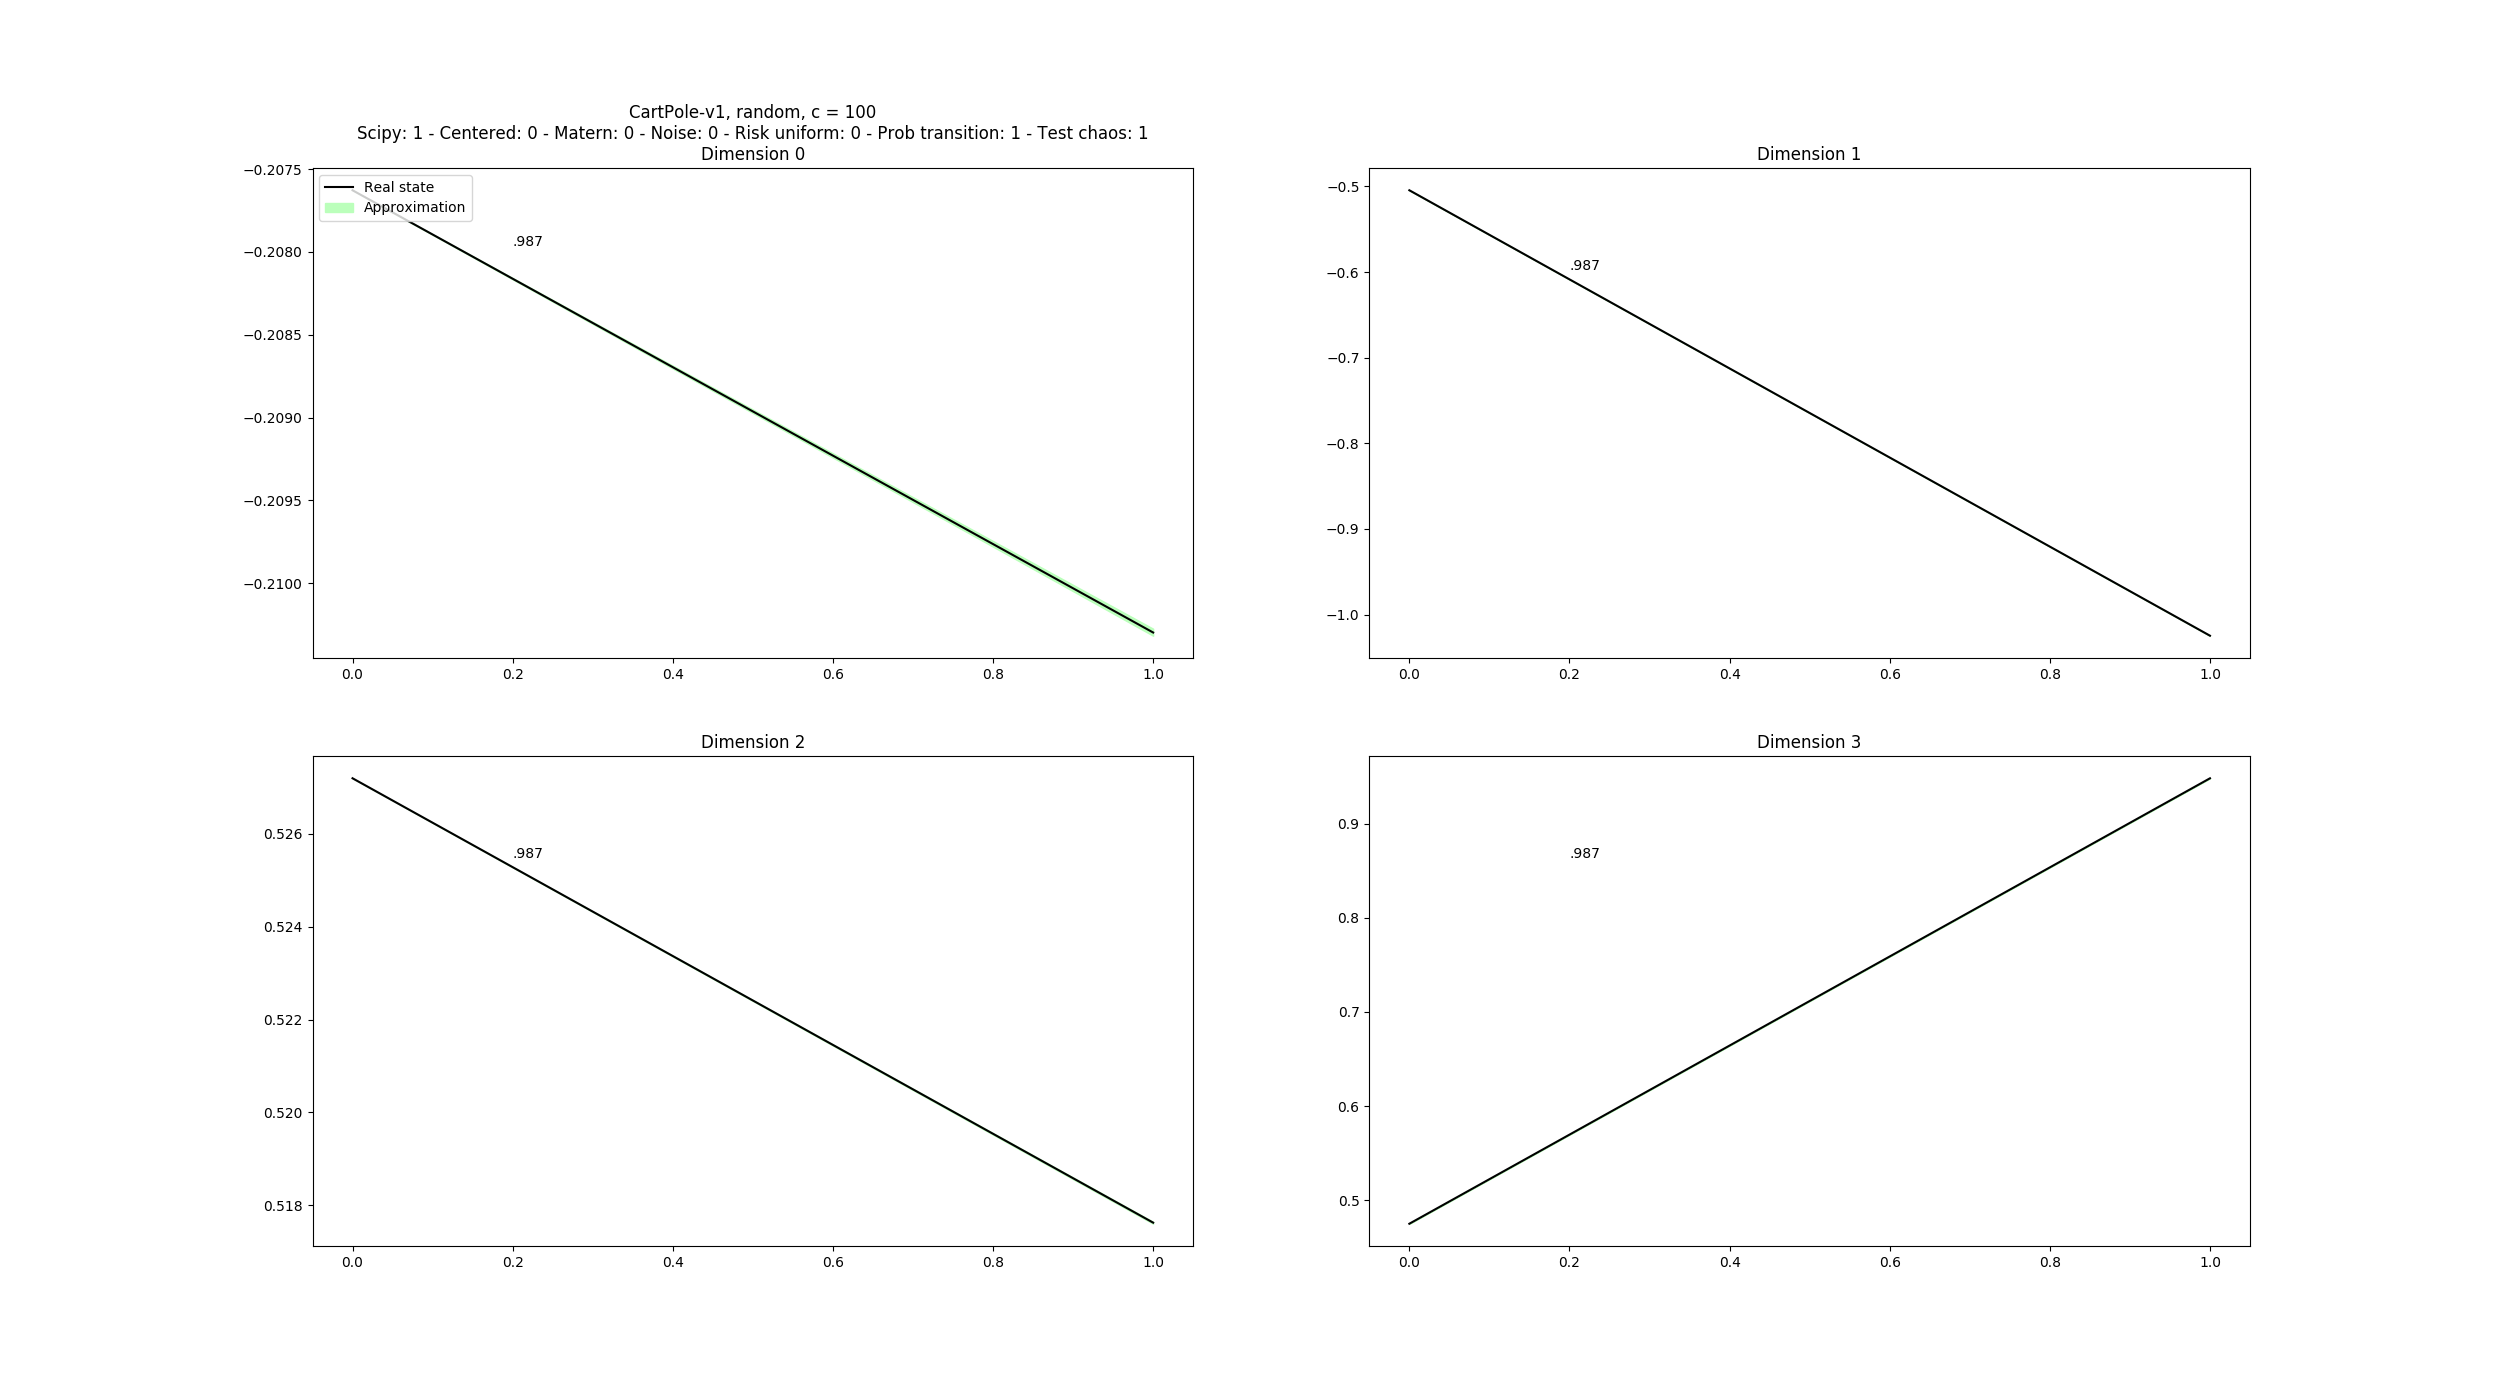 CartPole-v1, random, c = 100
Scipy: 1 - Centered: 0 - Matern: 0 - Noise: 0 - Risk uniform: 0 - Prob transition: 1 - Test chaos: 1
Dimension 0
Real state
Approximation
.987
−0.2075
−0.2080
−0.2085
−0.2090
−0.2095
−0.2100
0.0 0.2 0.4 0.6 0.8 1.0
Dimension 1
.987
−0.5
−0.6
−0.7
−0.8
−0.9
−1.0
0.0 0.2 0.4 0.6 0.8 1.0
Dimension 2
.987
0.526
0.524
0.522
0.520
0.518
0.0 0.2 0.4 0.6 0.8 1.0
Dimension 3
.987
0.9
0.8
0.7
0.6
0.5
0.0 0.2 0.4 0.6 0.8 1.0